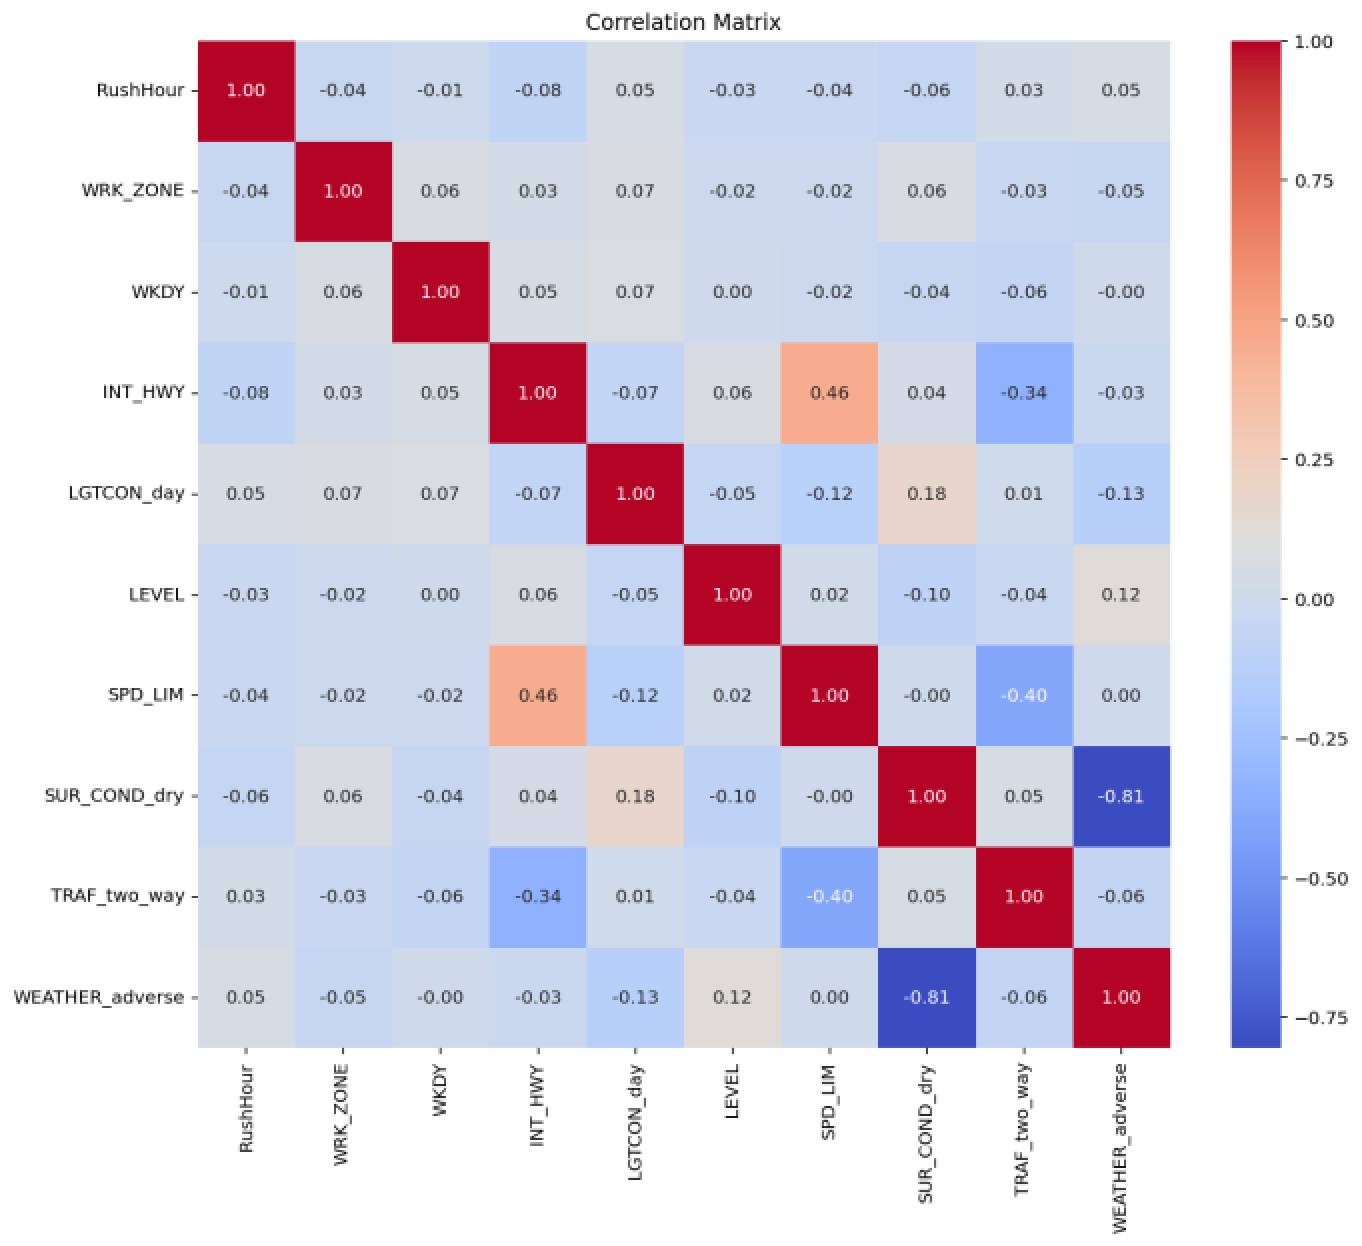 Correlation Matrix
RushHour 1.00 -0.04 -0.01 -0.08 0.05 -0.03 -0.04 -0.06 0.03 0.05
WRK_ZONE -0.04 1.00 0.06 0.03 0.07 -0.02 -0.02 0.06 -0.03 -0.05
WKDY -0.01 0.06 1.00 0.05 0.07 0.00 -0.02 -0.04 -0.06 -0.00
INT_HWY -0.08 0.03 0.05 1.00 -0.07 0.06 0.46 0.04 -0.34 -0.03
LGTCON_day 0.05 0.07 0.07 -0.07 1.00 -0.05 -0.12 0.18 0.01 -0.13
LEVEL -0.03 -0.02 0.00 0.06 -0.05 1.00 0.02 -0.10 -0.04 0.12
SPD_LIM -0.04 -0.02 -0.02 0.46 -0.12 0.02 1.00 -0.00 -0.40 0.00
SUR_COND_dry -0.06 0.06 -0.04 0.04 0.18 -0.10 -0.00 1.00 0.05 -0.81
TRAF_two_way 0.03 -0.03 -0.06 -0.34 0.01 -0.04 -0.40 0.05 1.00 -0.06
WEATHER_adverse 0.05 -0.05 -0.00 -0.03 -0.13 0.12 0.00 -0.81 -0.06 1.00
RushHour
WRK_ZONE
WKDY
INT_HWY
LGTCON_day
LEVEL
SPD_LIM
SUR_COND_dry
TRAF_two_way
WEATHER_adverse
1.00
0.75
0.50
0.25
0.00
−0.25
−0.50
−0.75